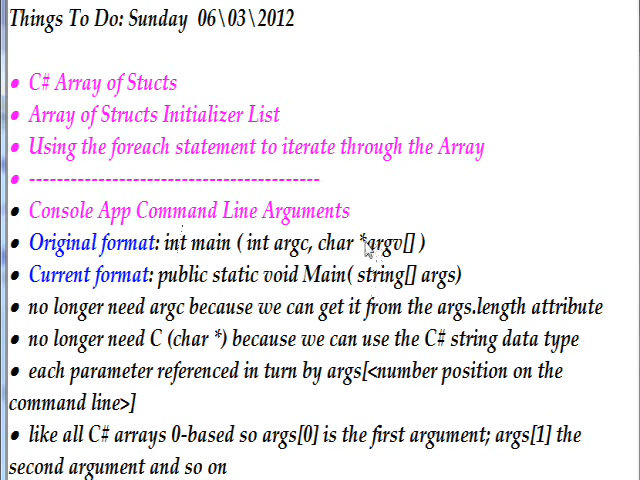 Things To Do: Sunday 06\03\2012
• C# Array of Stucts
• Array of Structs Initializer List
• Using the foreach statement to iterate through the Array
• ------------------------------------------
• Console App Command Line Arguments
• Original format: int main ( int argc, char *argv[] )
• Current format: public static void Main( string[] args)
• no longer need argc because we can get it from the args.length attribute
• no longer need C (char *) because we can use the C# string data type
• each parameter referenced in turn by args[<number position on the
command line>]
• like all C# arrays 0-based so args[0] is the first argument; args[1] the
second argument and so on